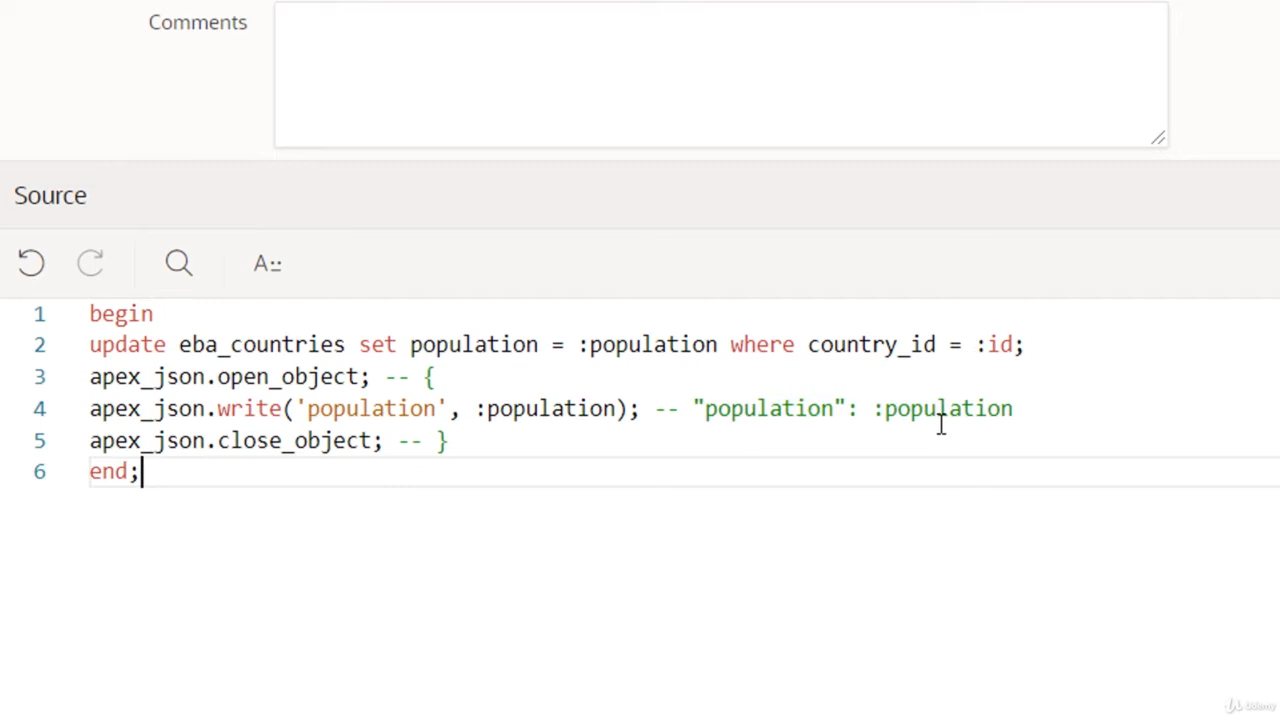 Comments
Source
A::
1 begin
2 update eba_countries set population = :population where country_id = :id;
3 apex_json.open_object; -- {
4 apex_json.write('population', :population); -- "population": :population
5 apex_json.close_object; -- }
6 end;
Udemy